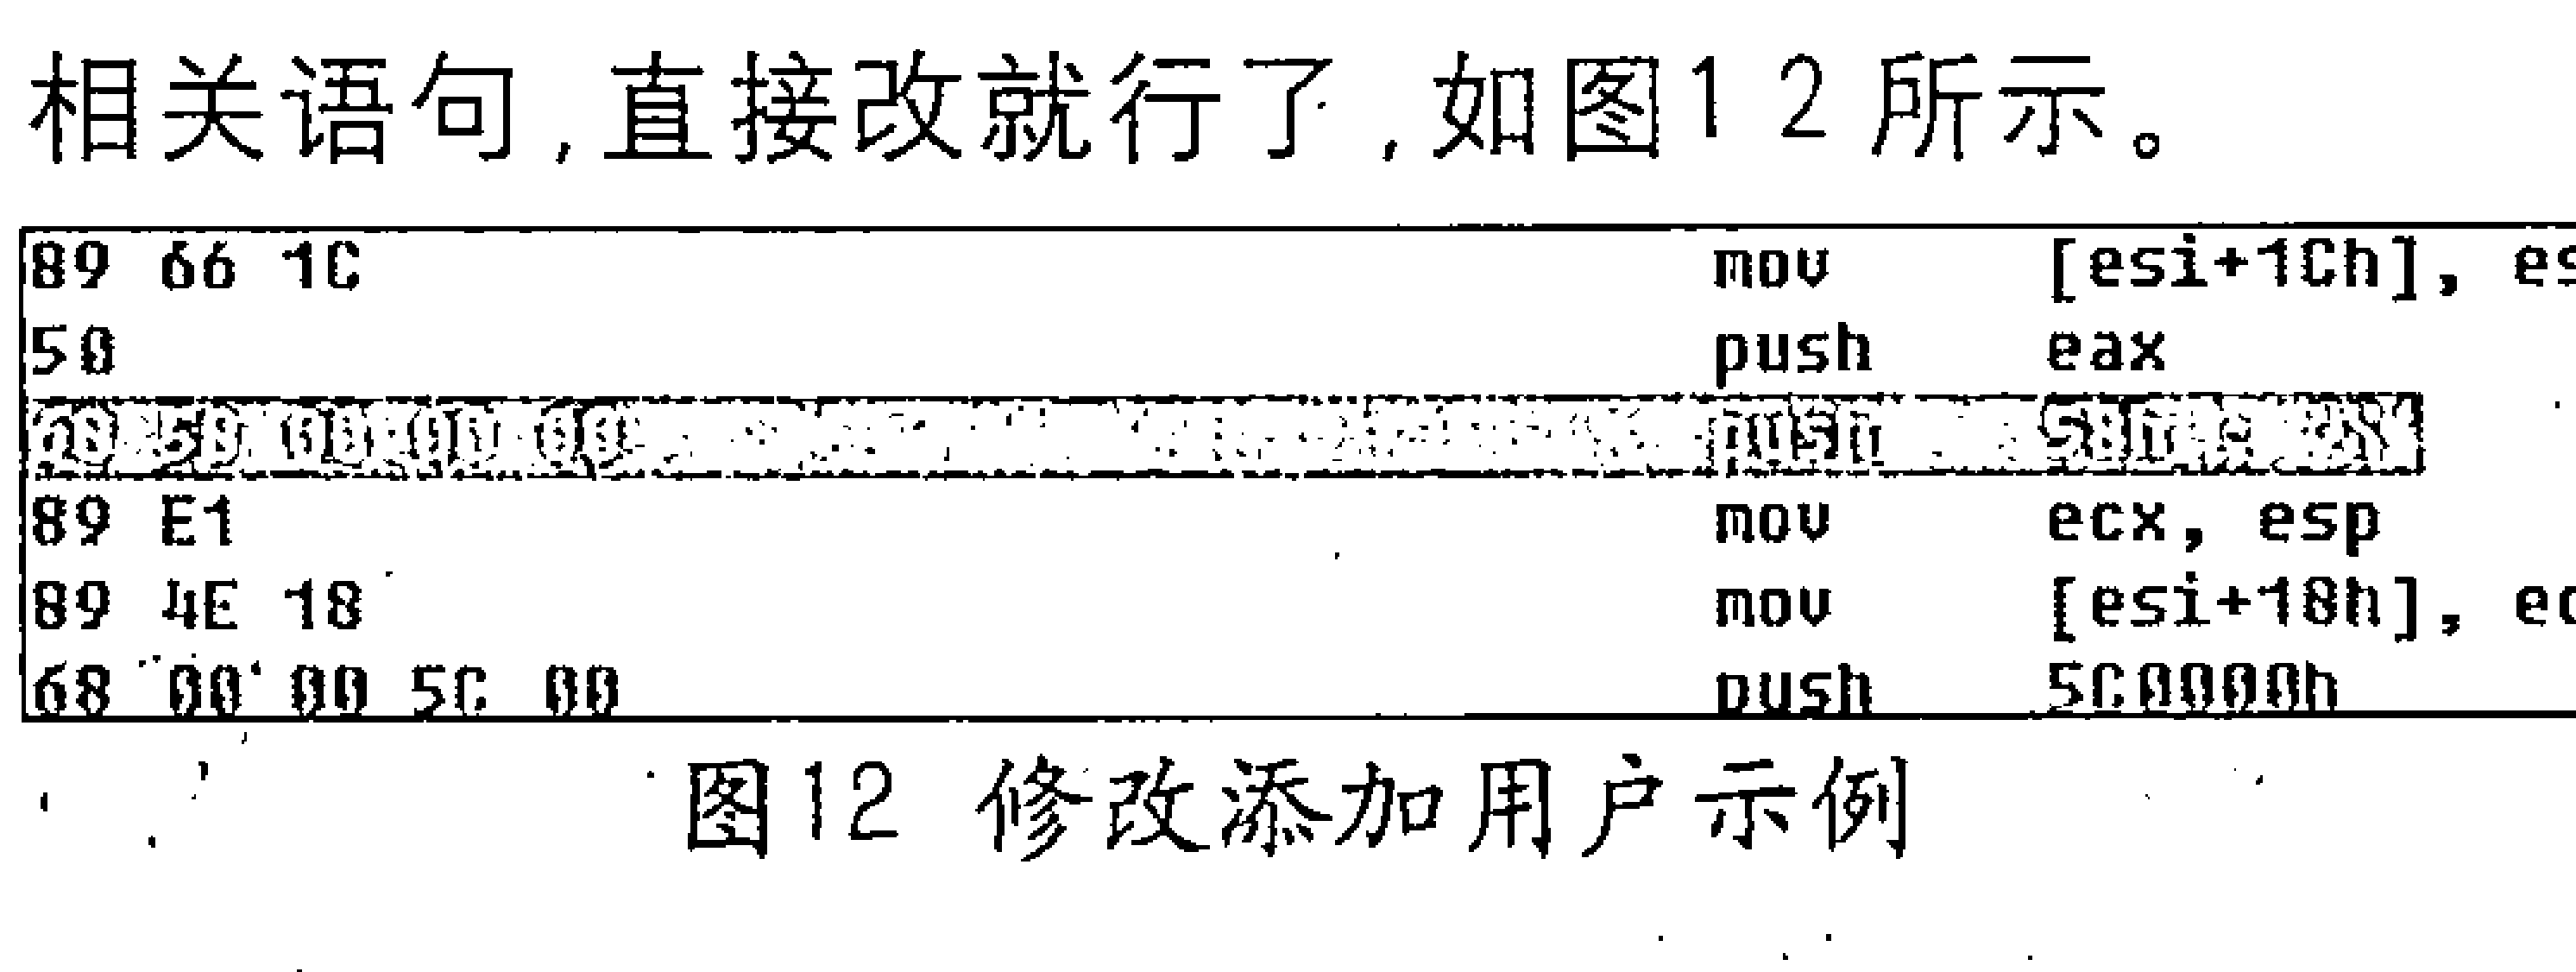 相关语句,直接改就行了,如图12所示。
89 66 1C mov [esi+1Ch], es
50 push eax
push
89 E1 mov ecx, esp
89 4E 18 mov [esi+18h], ec
68 00 00 5C 00 push 5C0000h
图12 修改添加用户示例